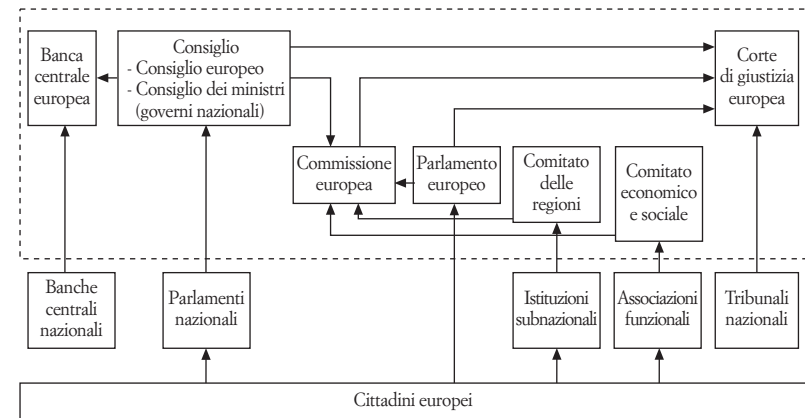 Banca
centrale
europea
Consiglio
- Consiglio europeo
- Consiglio dei ministri
(governi nazionali)
Corte
di giustizia
europea
Commissione
europea
Parlamento
europeo
Comitato
delle
regioni
Comitato
economico
e sociale
Banche
centrali
nazionali
Parlamenti
nazionali
Istituzioni
subnazionali
Associazioni
funzionali
Tribunali
nazionali
Cittadini europei